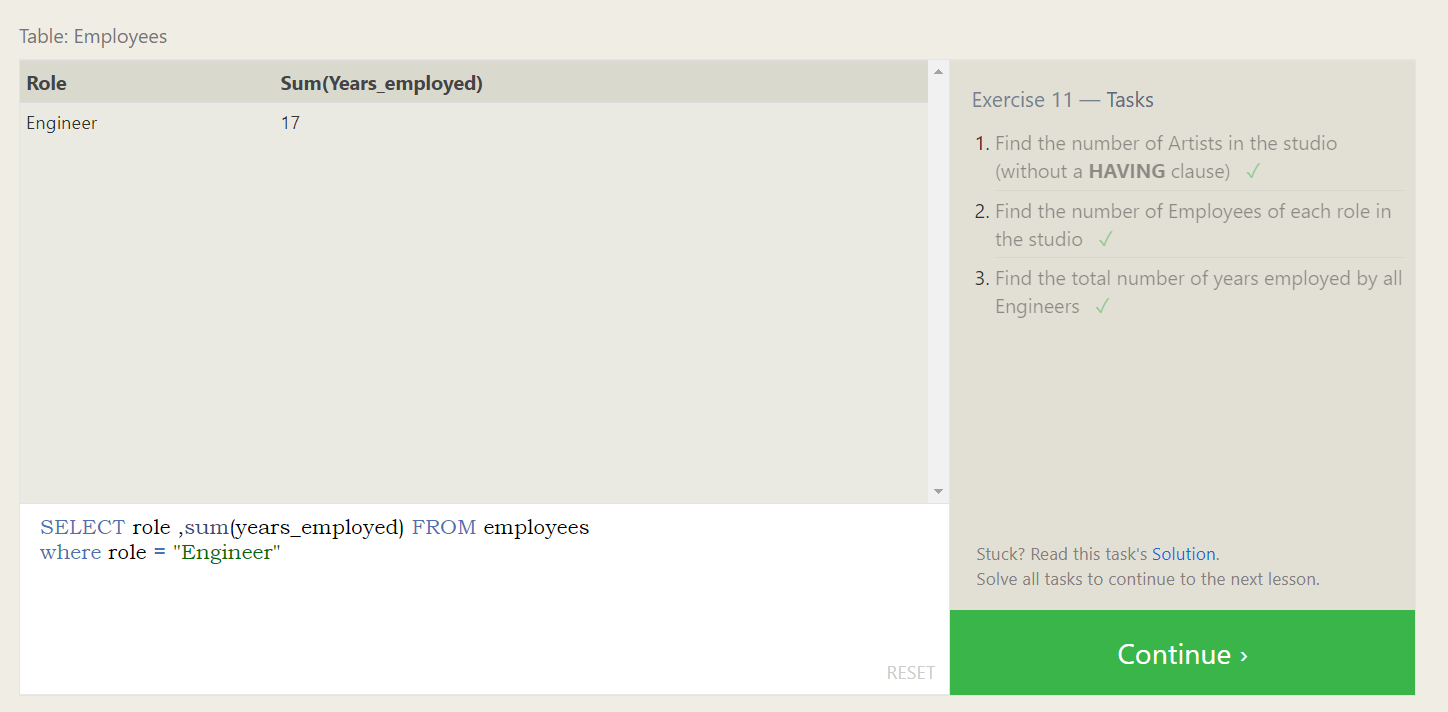 Table: Employees
Role Sum(Years_employed)
Engineer 17
SELECT role ,sum(years_employed) FROM employees
where role = "Engineer"
RESET
Exercise 11 — Tasks
1. Find the number of Artists in the studio
(without a HAVING clause) ✓
2. Find the number of Employees of each role in
the studio ✓
3. Find the total number of years employed by all
Engineers ✓
Stuck? Read this task's Solution.
Solve all tasks to continue to the next lesson.
Continue ›